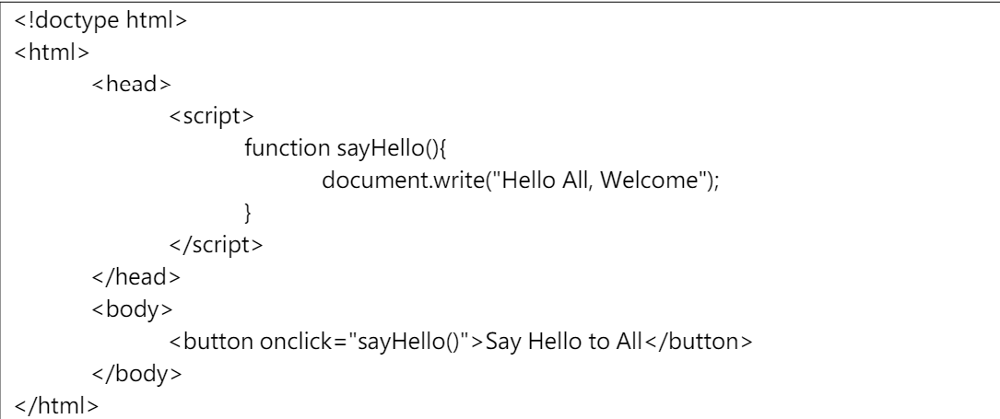 <!doctype html>
<html>
<head>
<script>
function sayHello(){
document.write("Hello All, Welcome");
}
</script>
</head>
<body>
<button onclick="sayHello()">Say Hello to All</button>
</body>
</html>